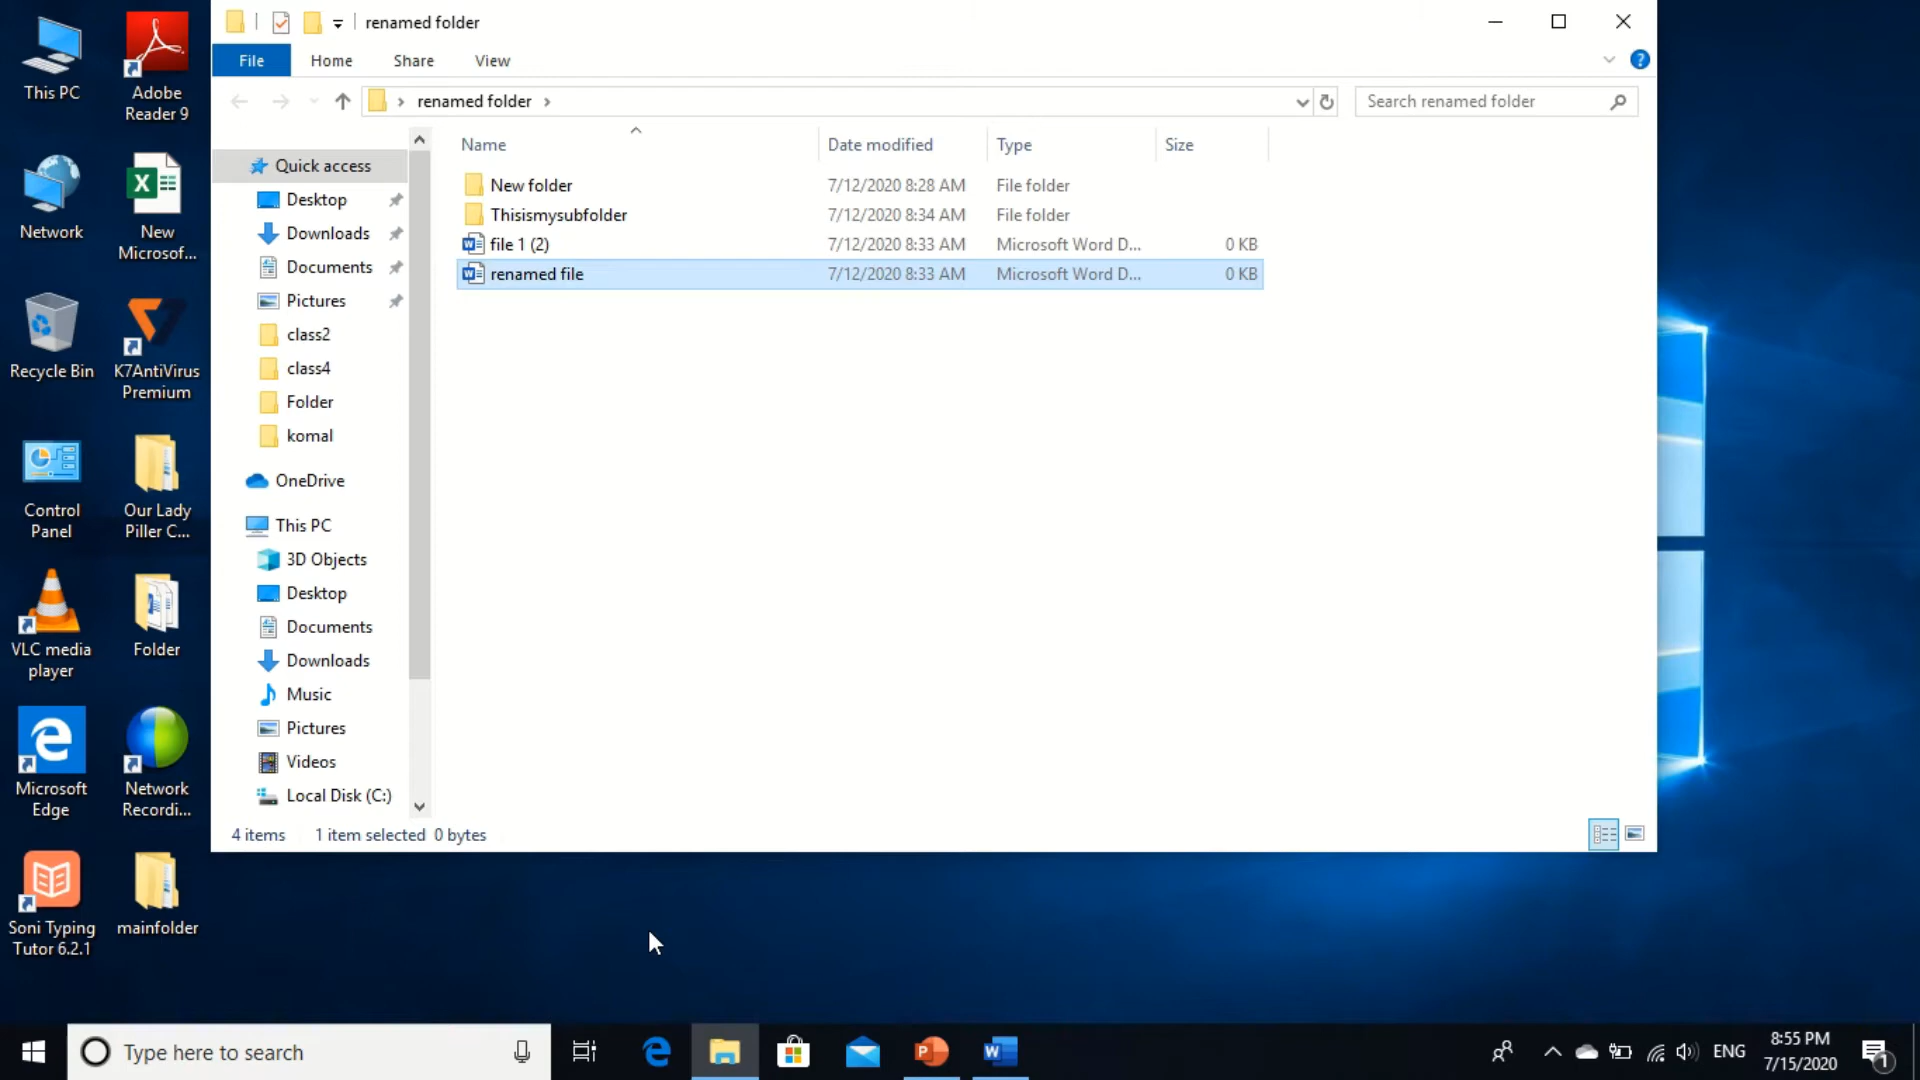 renamed folder
File Home Share View
renamed folder
Search renamed folder
Name Date modified Type Size
New folder 7/12/2020 8:28 AM File folder
Thisismysubfolder 7/12/2020 8:34 AM File folder
file 1 (2) 7/12/2020 8:33 AM Microsoft Word D... 0 KB
renamed file 7/12/2020 8:33 AM Microsoft Word D... 0 KB
Quick access
Desktop
Downloads
Documents
Pictures
class2
class4
Folder
komal
OneDrive
This PC
3D Objects
Desktop
Documents
Downloads
Music
Pictures
Videos
Local Disk (C:)
4 items 1 item selected 0 bytes
This PC
Adobe
Reader 9
Network
New
Microsof...
Recycle Bin
K7AntiVirus
Premium
Control
Panel
Our Lady
Piller C...
VLC media
player
Folder
Microsoft
Edge
Network
Recordi...
Soni Typing
Tutor 6.2.1
mainfolder
Type here to search
ENG
8:55 PM
7/15/2020
1